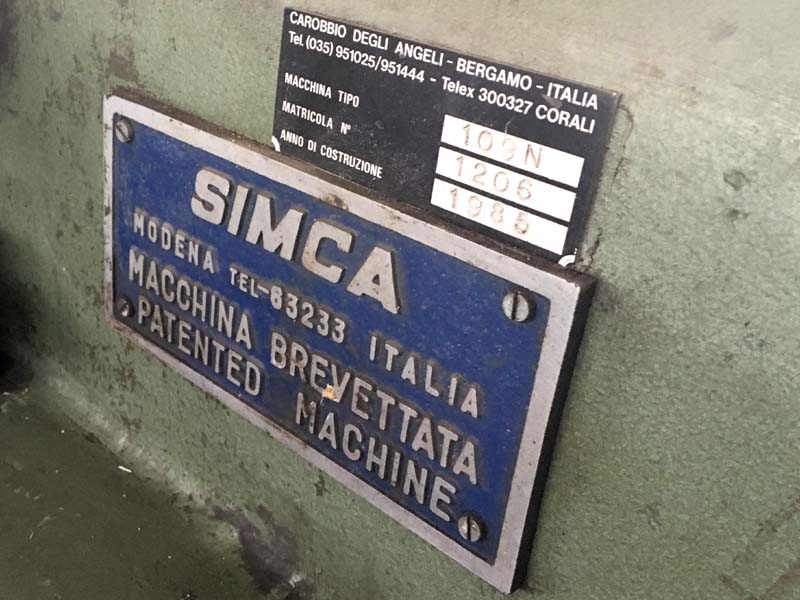 CAROBBIO DEGLI ANGELI - BERGAMO - ITALIA
Tel. (035) 951025/951444 - Telex 300327 CORALI
MACCHINA TIPO 109N
MATRICOLA N° 1206
ANNO DI COSTRUZIONE 1985
SIMCA
MODENA TEL-63233 ITALIA
MACCHINA BREVETTATA
PATENTED MACHINE